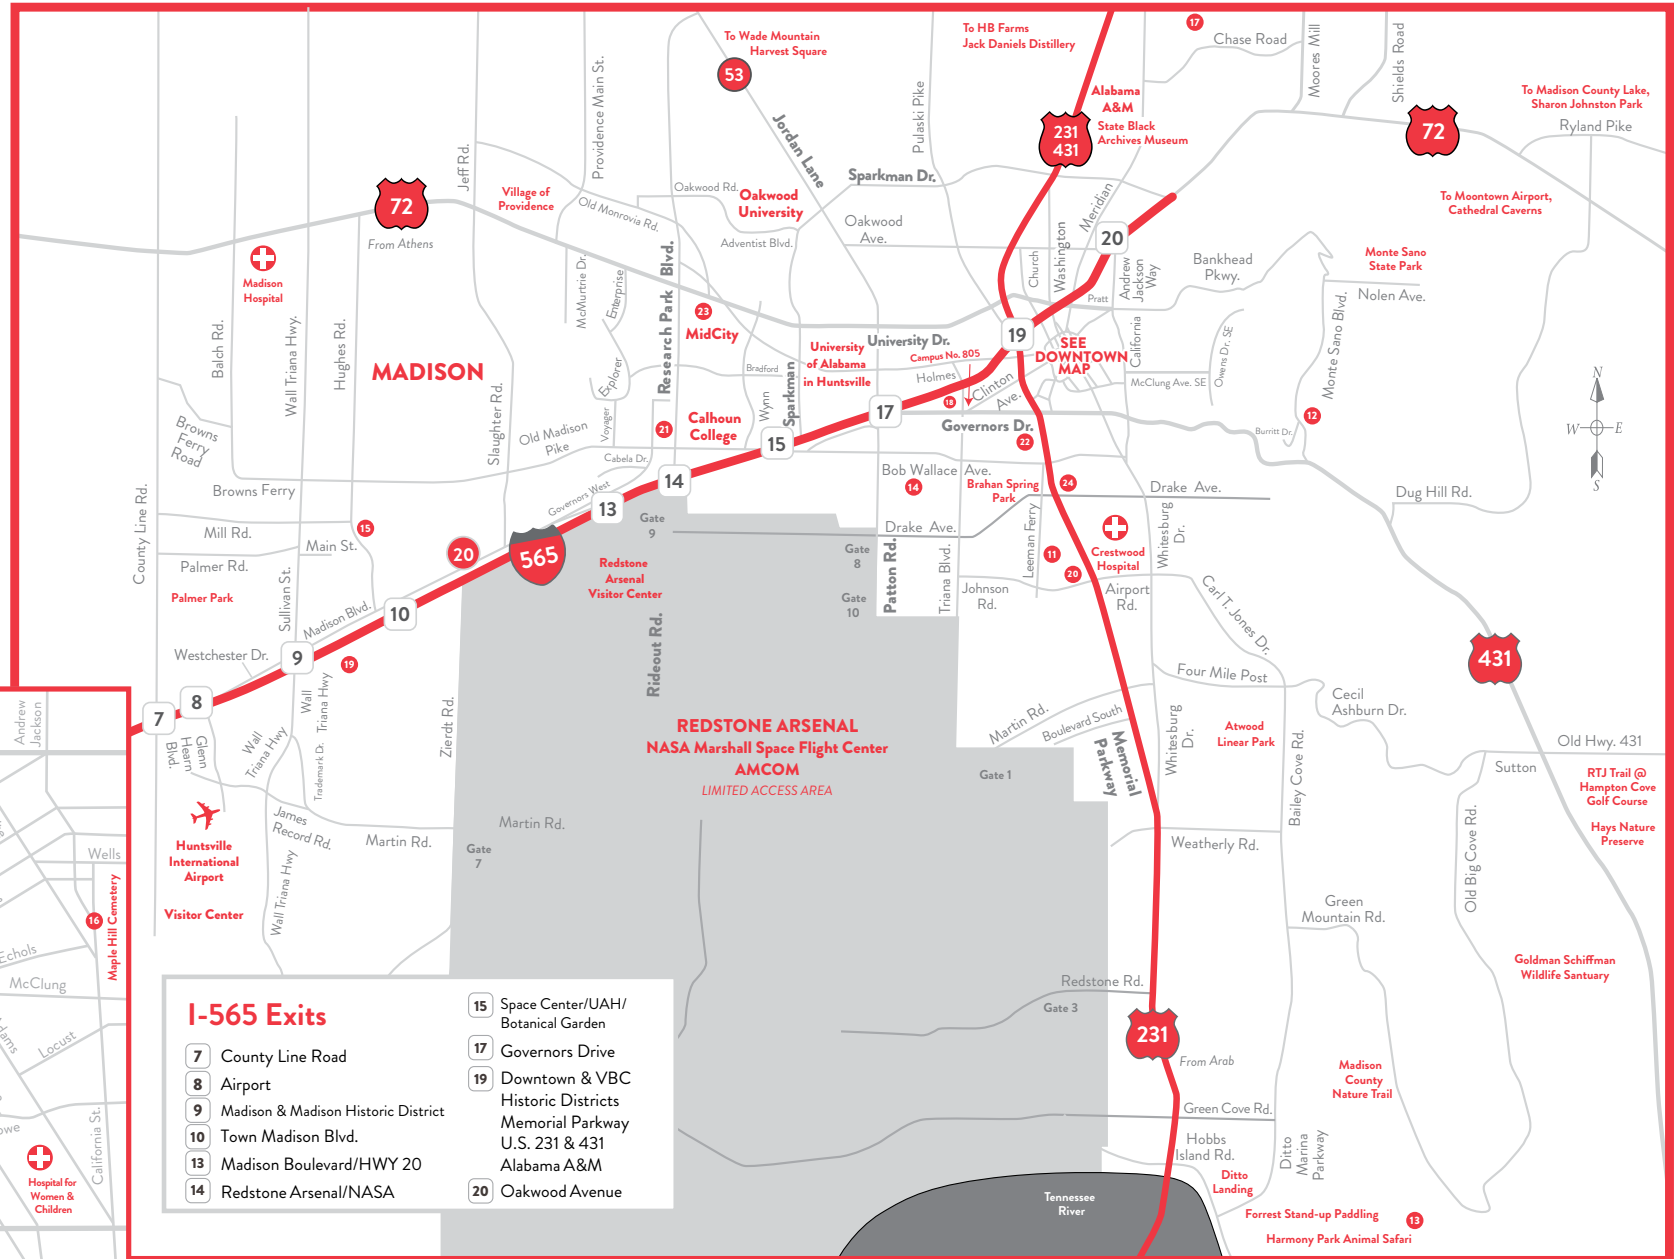 To Wade Mountain
Harvest Square
53
To HB Farms
Jack Daniels Distillery
17
Chase Road
Moores Mill
Shields Road
Alabama
A&M
State Black
Archives Museum
231
431
72
To Madison County Lake,
Sharon Johnston Park
Ryland Pike
To Moontown Airport,
Cathedral Caverns
Providence Main St.
Jeff Rd.
Pulaski Pike
Jordan Lane
Sparkman Dr.
Meridian
72
From Athens
Village of
Providence
Oakwood Rd.
Old Monrovia Rd.
Oakwood
University
Adventist Blvd.
Oakwood
Ave.
20
Church
Washington
Andrew
Jackson
Way
Pratt
Bankhead
Pkwy.
Monte Sano
State Park
Nolen Ave.
Monte Sano Blvd.
Madison
Hospital
McMurtrie Dr.
Enterprise
Research Park Blvd.
23
MidCity
University Dr.
19
SEE
DOWNTOWN
MAP
California
Owens Dr. SE
McClung Ave. SE
Balch Rd.
Wall Triana Hwy.
Hughes Rd.
MADISON
Slaughter Rd.
Explorer
Voyager
Bradford
Wynn
Sparkman
University
of Alabama
in Huntsville
Campus No. 805
Holmes
Clinton
Ave.
18
17
Governors Dr.
22
12
Burritt Dr.
N
W
E
S
Browns
Ferry
Road
Old Madison
Pike
21
Calhoun
College
15
Cabela Dr.
14
Governors West
13
Bob Wallace Ave.
14
Brahan Spring
Park
24
Drake Ave.
Dug Hill Rd.
County Line Rd.
Browns Ferry
Mill Rd.
15
Main St.
Palmer Rd.
Palmer Park
Sullivan St.
20
565
Gate
9
Redstone
Arsenal
Visitor Center
Drake Ave.
Gate
8
Gate
10
Patton Rd.
Triana Blvd.
Leeman Ferry
11
20
Crestwood
Hospital
Whitesburg
Dr.
Johnson
Rd.
Airport
Rd.
Carl T. Jones Dr.
Madison Blvd.
10
Westchester Dr.
9
19
8
7
Rideout Rd.
431
Four Mile Post
Cecil
Ashburn Dr.
Andrew
Jackson
Glenn
Hearn
Blvd.
Wall
Triana Hwy
Wall
Triana Hwy
Trademark Dr.
Zierdt Rd.
REDSTONE ARSENAL
NASA Marshall Space Flight Center
AMCOM
LIMITED ACCESS AREA
Martin Rd.
Boulevard South
Memorial
Parkway
Whitesburg
Dr.
Atwood
Linear Park
Bailey Cove Rd.
Gate 1
Old Hwy. 431
Sutton
RTJ Trail @
Hampton Cove
Golf Course
Hays Nature
Preserve
Huntsville
International
Airport
Visitor Center
James
Record Rd.
Martin Rd.
Martin Rd.
Gate
7
Wall Triana Hwy
Weatherly Rd.
Old Big Cove Rd.
Green
Mountain Rd.
Goldman Schiffman
Wildlife Santuary
Wells
16
Maple Hill Cemetery
Echols
McClung
Adams
Locust
owe
California St.
Hospital for
Women &
Children
Redstone Rd.
Gate 3
231
From Arab
Madison
County
Nature Trail
Green Cove Rd.
Hobbs
Island Rd.
Ditto
Marina
Parkway
Ditto
Landing
Tennessee
River
Forrest Stand-up Paddling
13
Harmony Park Animal Safari
I-565 Exits
7 County Line Road
8 Airport
9 Madison & Madison Historic District
10 Town Madison Blvd.
13 Madison Boulevard/HWY 20
14 Redstone Arsenal/NASA
15 Space Center/UAH/
Botanical Garden
17 Governors Drive
19 Downtown & VBC
Historic Districts
Memorial Parkway
U.S. 231 & 431
Alabama A&M
20 Oakwood Avenue